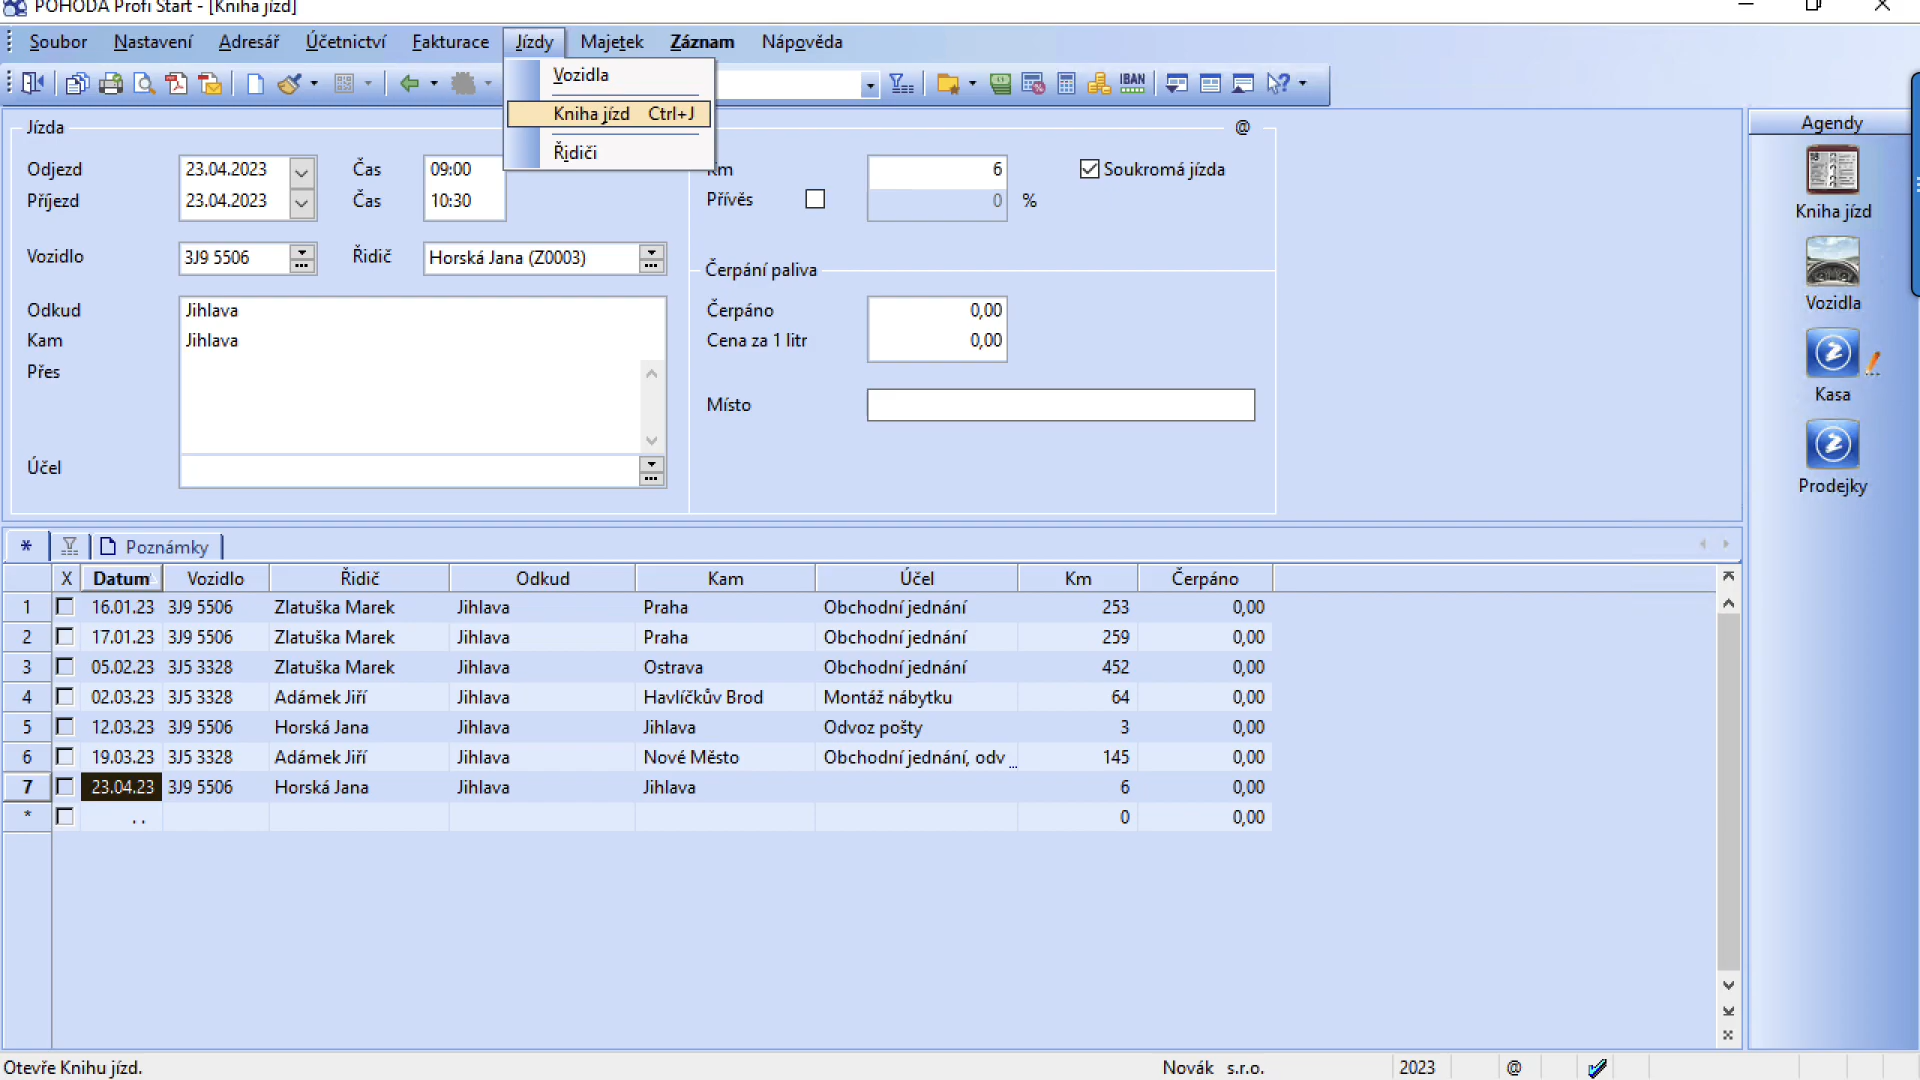 POHODA Profi Start - [Kniha jízd]
Soubor Nastavení Adresář Účetnictví Fakturace Jízdy Majetek Záznam Nápověda
IBAN
Vozidla
Kniha jízd Ctrl+J
Řidiči
Jízda @
Odjezd 23.04.2023 Čas 09:00 6 Soukromá jízda
Příjezd 23.04.2023 Čas 10:30 Přívěs 0 %
Vozidlo 3J9 5506 Řidič Horská Jana (Z0003)
Čerpání paliva
Odkud Jihlava Čerpáno 0,00
Kam Jihlava Cena za 1 litr 0,00
Přes
Místo
Účel
Agendy
Kniha jízd
Vozidla
Kasa
Prodejky
* Poznámky
X Datum Vozidlo Řidič Odkud Kam Účel Km Čerpáno
1 16.01.23 3J9 5506 Zlatuška Marek Jihlava Praha Obchodní jednání 253 0,00
2 17.01.23 3J9 5506 Zlatuška Marek Jihlava Praha Obchodní jednání 259 0,00
3 05.02.23 3J5 3328 Zlatuška Marek Jihlava Ostrava Obchodní jednání 452 0,00
4 02.03.23 3J5 3328 Adámek Jiří Jihlava Havlíčkův Brod Montáž nábytku 64 0,00
5 12.03.23 3J9 5506 Horská Jana Jihlava Jihlava Odvoz pošty 3 0,00
6 19.03.23 3J5 3328 Adámek Jiří Jihlava Nové Město Obchodní jednání, odv ... 145 0,00
7 23.04.23 3J9 5506 Horská Jana Jihlava Jihlava 6 0,00
* . . 0 0,00
Otevře Knihu jízd. Novák s.r.o. 2023 @